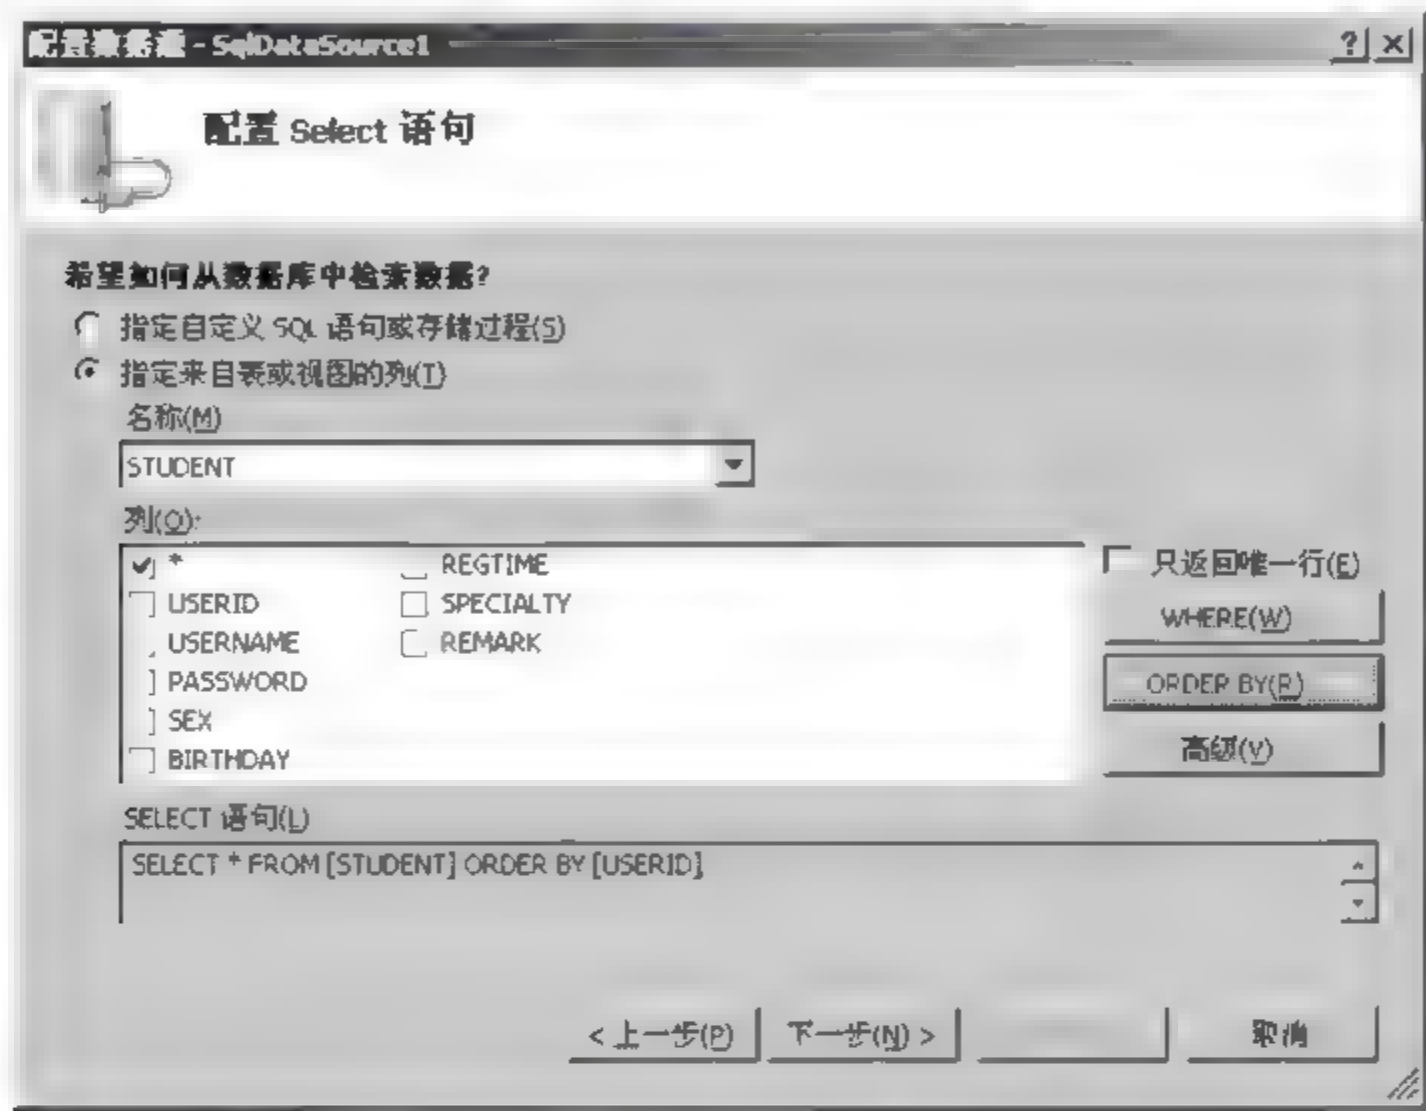 配置数据源 - SqlDataSource1
配置 Select 语句
希望如何从数据库中检索数据?
指定自定义 SQL 语句或存储过程(S)
指定来自表或视图的列(T)
名称(M)
STUDENT
列(O):
* REGTIME 只返回唯一行(E)
USERID SPECIALTY WHERE(W)
USERNAME REMARK
PASSWORD ORDER BY(R)
SEX
BIRTHDAY 高级(V)
SELECT 语句(L)
SELECT * FROM [STUDENT] ORDER BY [USERID]
< 上一步(P) 下一步(N) > 取消